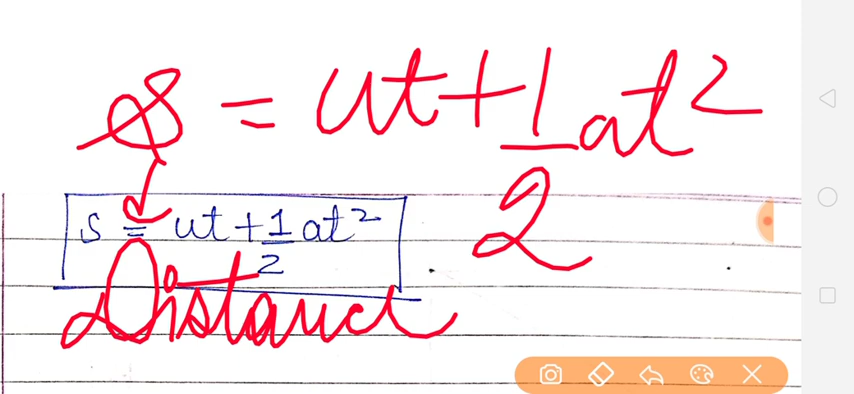 s = ut + 1/2 at²
s = ut + 1/2 at²
Distance